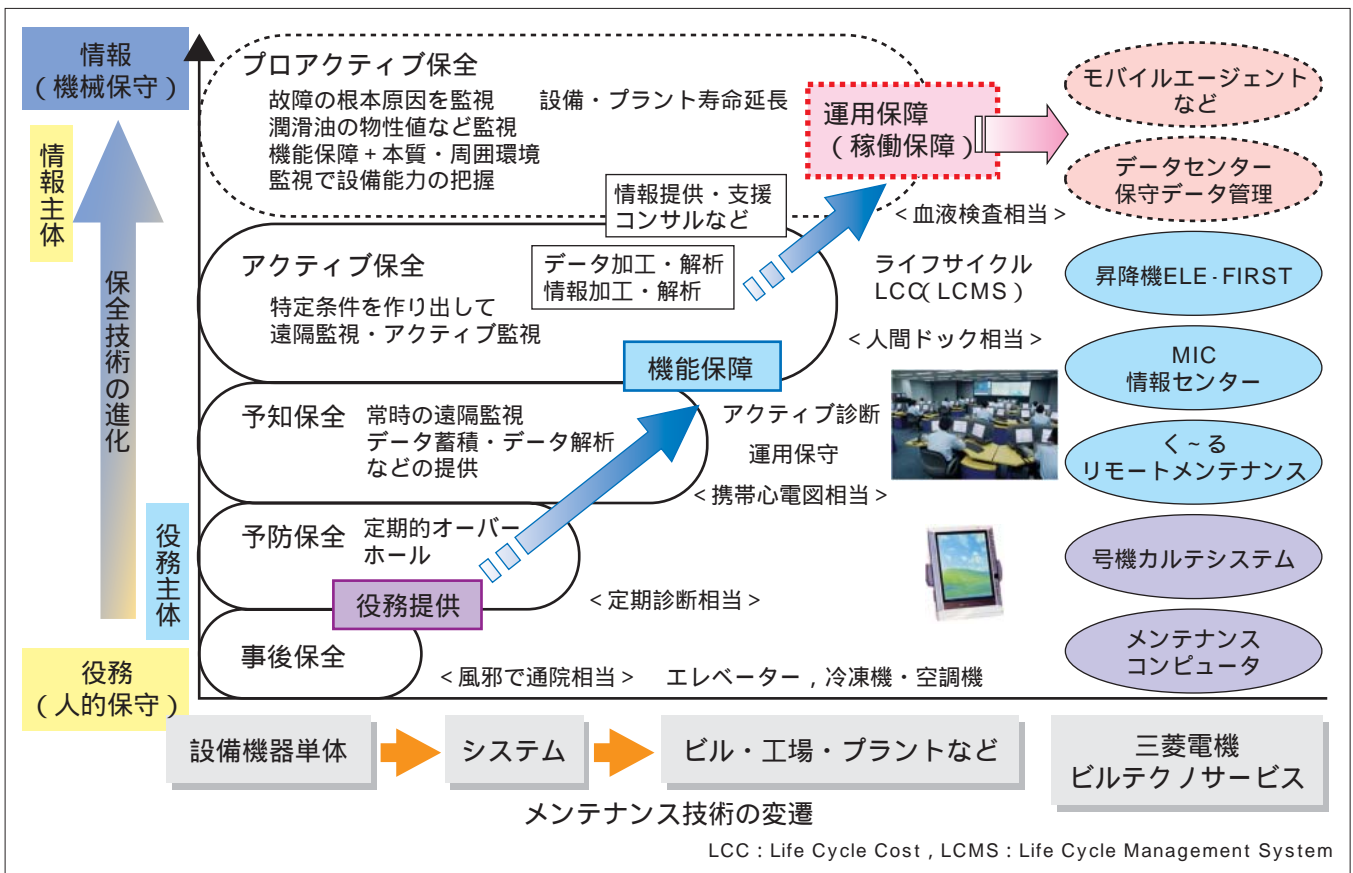 情報
(機械保守)
情報主体
保全技術の進化
役務主体
役務
(人的保守)
プロアクティブ保全
故障の根本原因を監視
潤滑油の物性値など監視
機能保障+本質・周囲環境
監視で設備能力の把握
設備・プラント寿命延長
運用保障
(稼働保障)
情報提供・支援
コンサルなど
<血液検査相当>
アクティブ保全
特定条件を作り出して
遠隔監視・アクティブ監視
データ加工・解析
情報加工・解析
ライフサイクル
LCC(LCMS)
<人間ドック相当>
機能保障
予知保全
常時の遠隔監視
データ蓄積・データ解析
などの提供
アクティブ診断
運用保守
<携帯心電図相当>
予防保全
定期的オーバー
ホール
役務提供
<定期診断相当>
事後保全
<風邪で通院相当>
エレベーター,冷凍機・空調機
モバイルエージェント
など
データセンター
保守データ管理
昇降機ELE-FIRST
MIC
情報センター
く~る
リモートメンテナンス
号機カルテシステム
メンテナンス
コンピュータ
設備機器単体
システム
ビル・工場・プラントなど
三菱電機
ビルテクノサービス
メンテナンス技術の変遷
LCC:Life Cycle Cost,LCMS:Life Cycle Management System